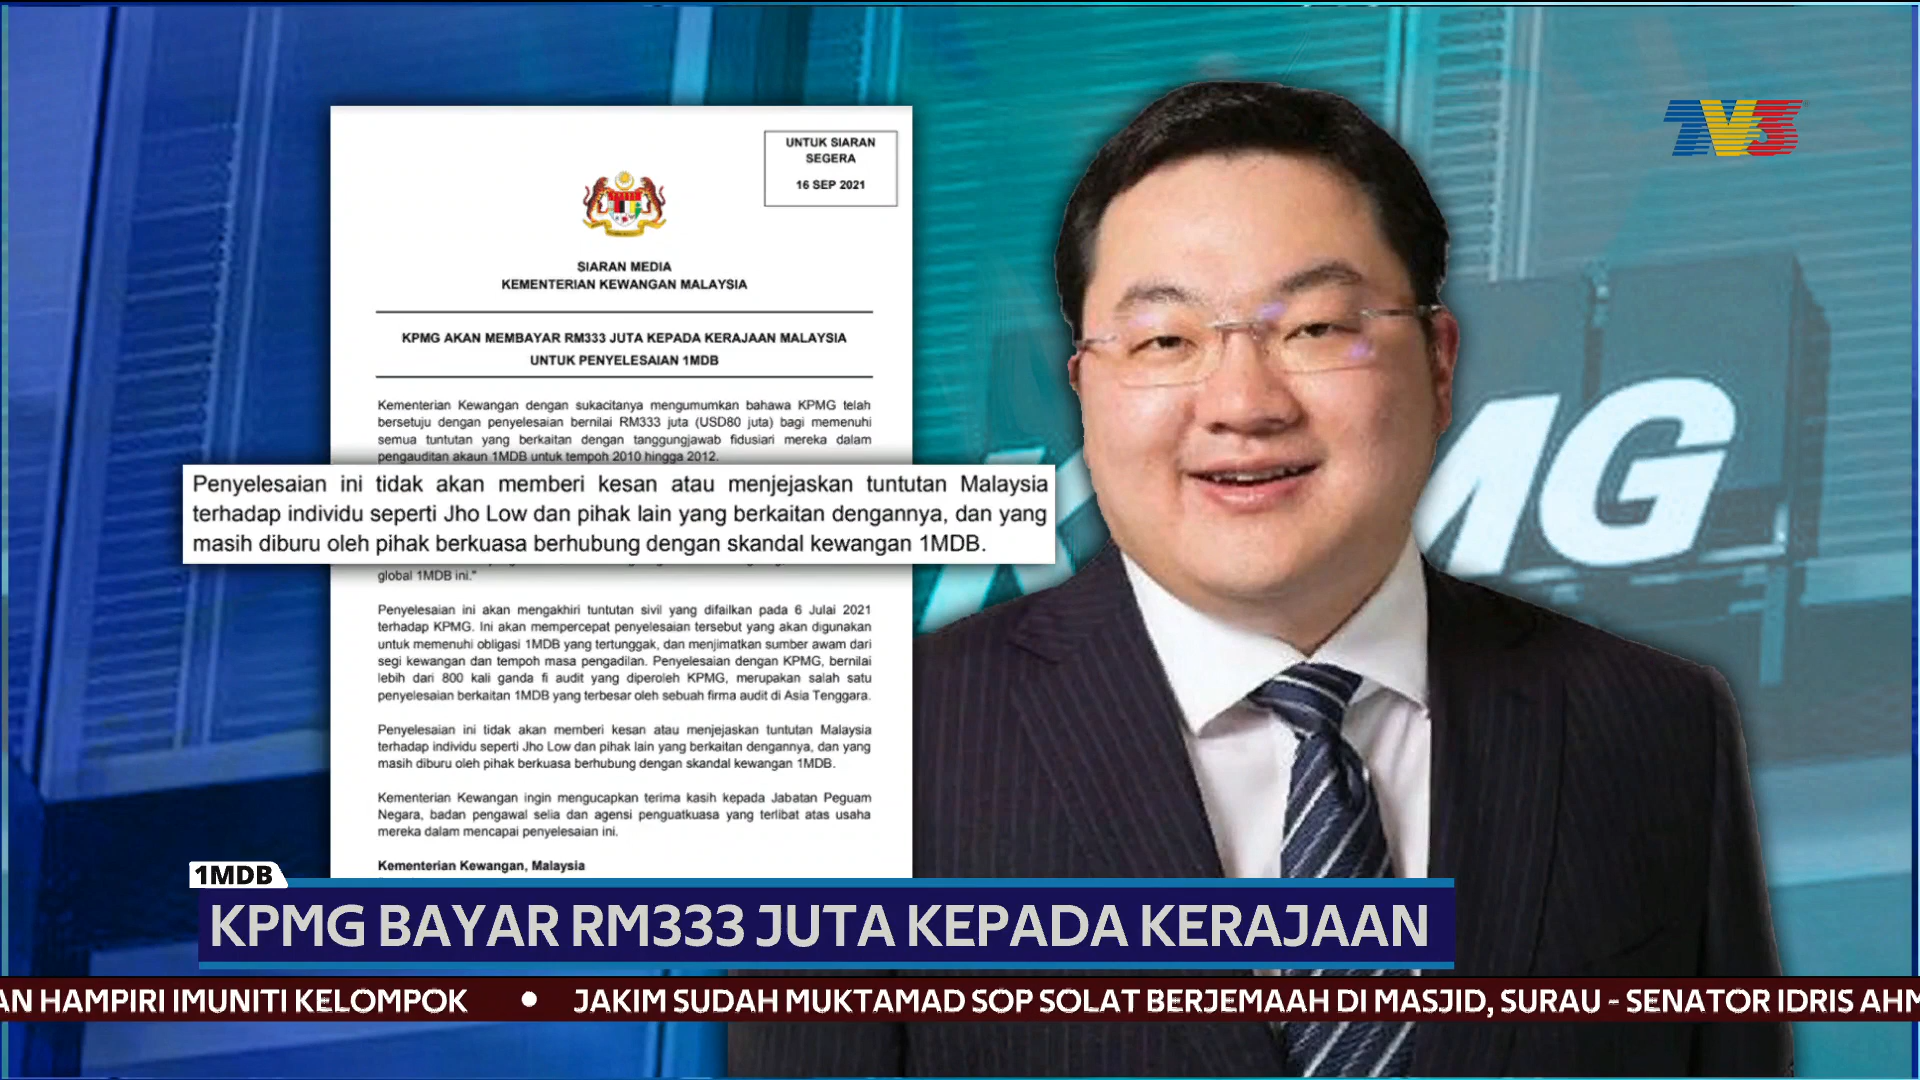 TV3
UNTUK SIARAN
SEGERA
16 SEP 2021
SIARAN MEDIA
KEMENTERIAN KEWANGAN MALAYSIA
KPMG AKAN MEMBAYAR RM333 JUTA KEPADA KERAJAAN MALAYSIA
UNTUK PENYELESAIAN 1MDB
Kementerian Kewangan dengan sukacitanya mengumumkan bahawa KPMG telah
bersetuju dengan penyelesaian bernilai RM333 juta (USD80 juta) bagi memenuhi
semua tuntutan yang berkaitan dengan tanggungjawab fidusiari mereka dalam
pengauditan akaun 1MDB untuk tempoh 2010 hingga 2012.
Penyelesaian ini tidak akan memberi kesan atau menjejaskan tuntutan Malaysia
terhadap individu seperti Jho Low dan pihak lain yang berkaitan dengannya, dan yang
masih diburu oleh pihak berkuasa berhubung dengan skandal kewangan 1MDB.
global 1MDB ini."
Penyelesaian ini akan mengakhiri tuntutan sivil yang difailkan pada 6 Julai 2021
terhadap KPMG. Ini akan mempercepat penyelesaian tersebut yang akan digunakan
untuk memenuhi obligasi 1MDB yang tertunggak, dan menjimatkan sumber awam dari
segi kewangan dan tempoh masa pengadilan. Penyelesaian dengan KPMG, bernilai
lebih dari 800 kali ganda fi audit yang diperoleh KPMG, merupakan salah satu
penyelesaian berkaitan 1MDB yang terbesar oleh sebuah firma audit di Asia Tenggara.
Penyelesaian ini tidak akan memberi kesan atau menjejaskan tuntutan Malaysia
terhadap individu seperti Jho Low dan pihak lain yang berkaitan dengannya, dan yang
masih diburu oleh pihak berkuasa berhubung dengan skandal kewangan 1MDB.
Kementerian Kewangan ingin mengucapkan terima kasih kepada Jabatan Peguam
Negara, badan pengawal selia dan agensi penguatkuasa yang terlibat atas usaha
mereka dalam mencapai penyelesaian ini.
Kementerian Kewangan, Malaysia
MG
1MDB
KPMG BAYAR RM333 JUTA KEPADA KERAJAAN
AN HAMPIRI IMUNITI KELOMPOK • JAKIM SUDAH MUKTAMAD SOP SOLAT BERJEMAAH DI MASJID, SURAU - SENATOR IDRIS AHM